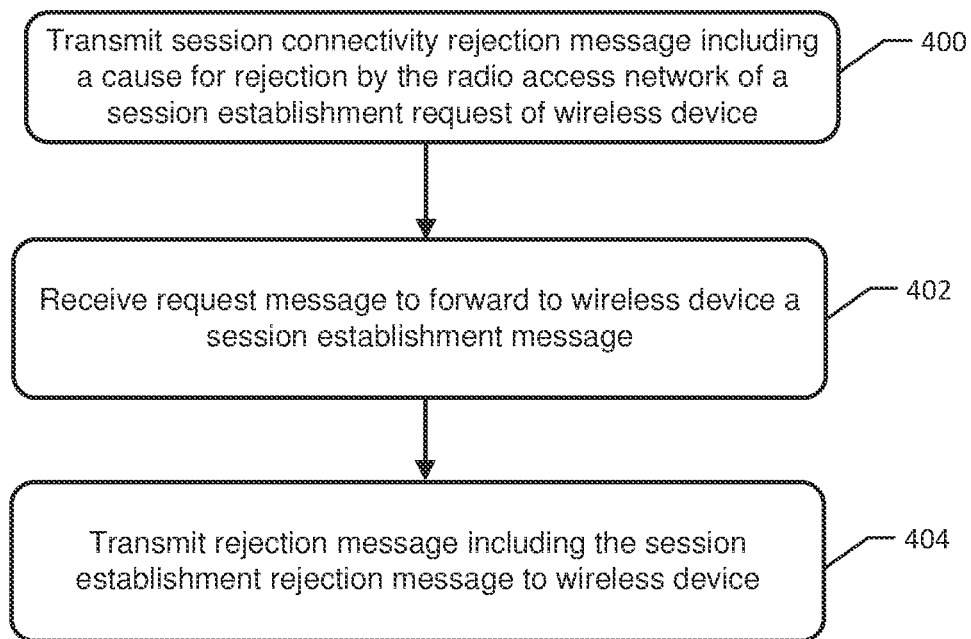 Transmit session connectivity rejection message including
a cause for rejection by the radio access network of a
session establishment request of wireless device
400
Receive request message to forward to wireless device a
session establishment message
402
Transmit rejection message including the session
establishment rejection message to wireless device
404